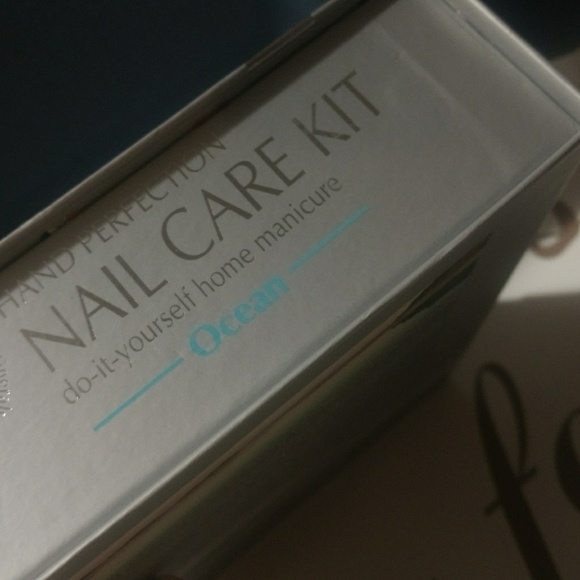 HAND PERFECTION
NAIL CARE KIT
do-it-yourself home manicure
Ocean